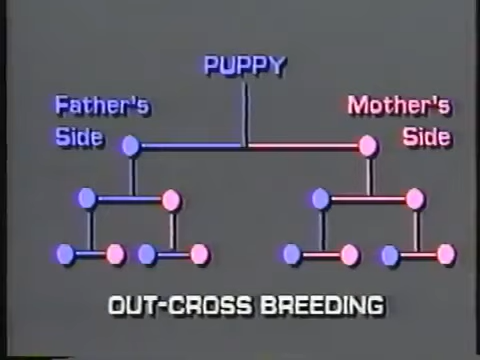 PUPPY
Father's
Side
Mother's
Side
OUT-CROSS BREEDING